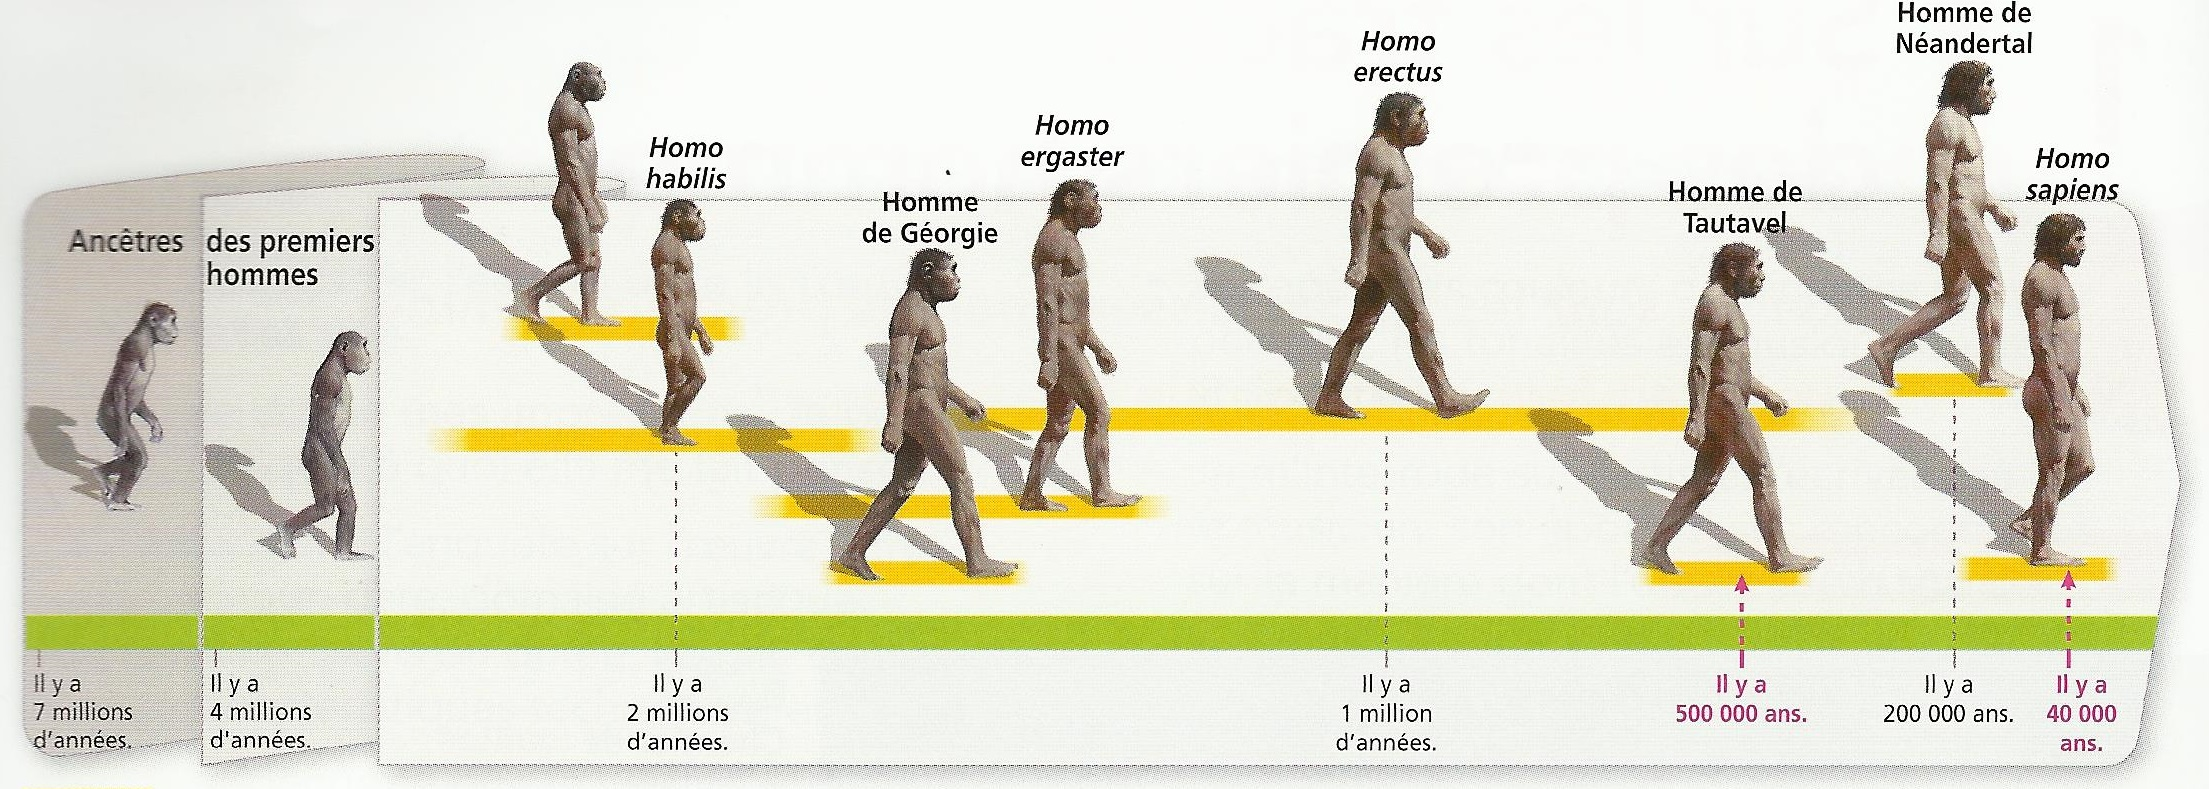 Ancêtres
des premiers
hommes
Homo
habilis
Homme
de Géorgie
Homo
ergaster
Homo
erectus
Homme de
Tautavel
Homme de
Néandertal
Homo
sapiens
Il y a
7 millions
d’années.
Il y a
4 millions
d'années.
Il y a
2 millions
d’années.
Il y a
1 million
d’années.
Il y a
500 000 ans.
Il y a
200 000 ans.
Il y a
40 000
ans.